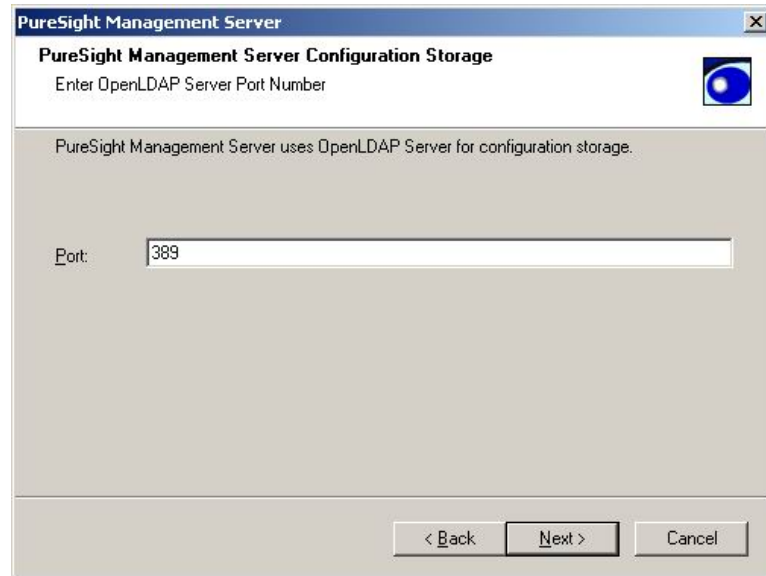 PureSight Management Server
PureSight Management Server Configuration Storage
Enter OpenLDAP Server Port Number
PureSight Management Server uses OpenLDAP Server for configuration storage.
Port: 389
< Back Next > Cancel